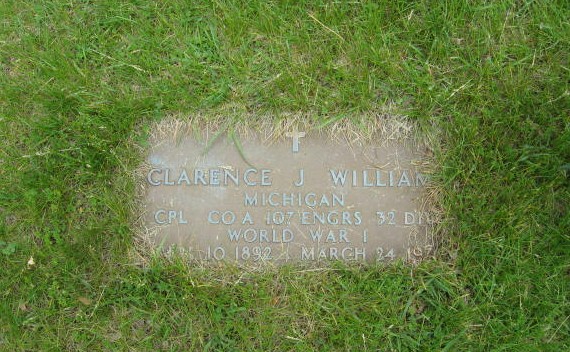 CLARENCE J WILLIAM
MICHIGAN
CPL CO A 107 ENGRS 32 DIV
WORLD WAR I
10 1892 MARCH 24